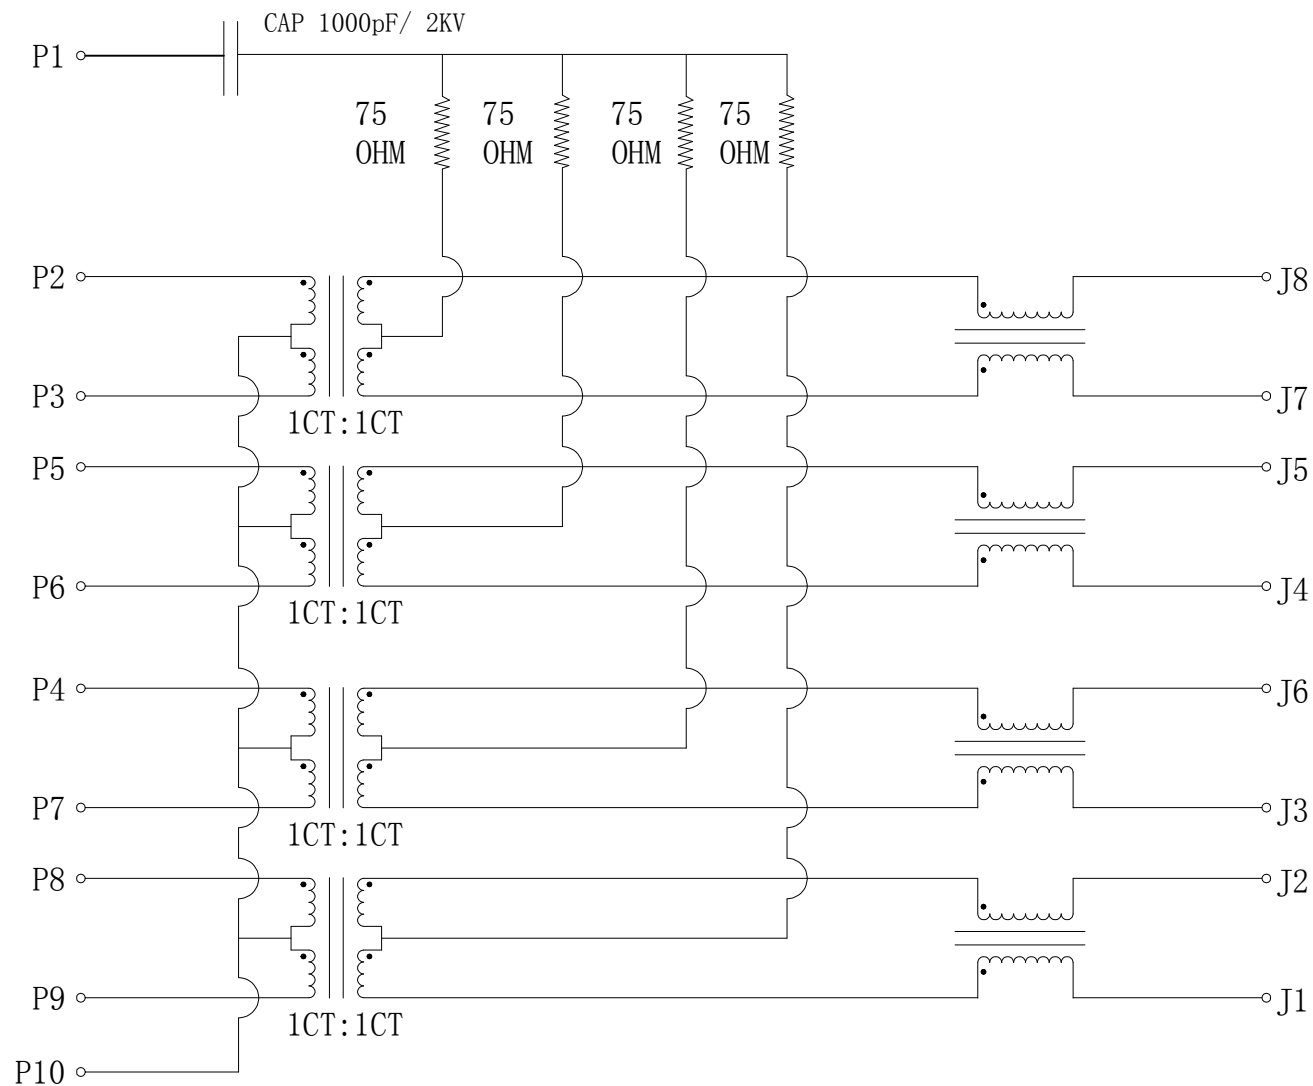 CAP 1000pF/ 2KV
P1
75 OHM
75 OHM
75 OHM
75 OHM
P2
J8
P3
J7
1CT:1CT
P5
J5
P6
J4
1CT:1CT
P4
J6
P7
J3
1CT:1CT
P8
J2
P9
J1
1CT:1CT
P10